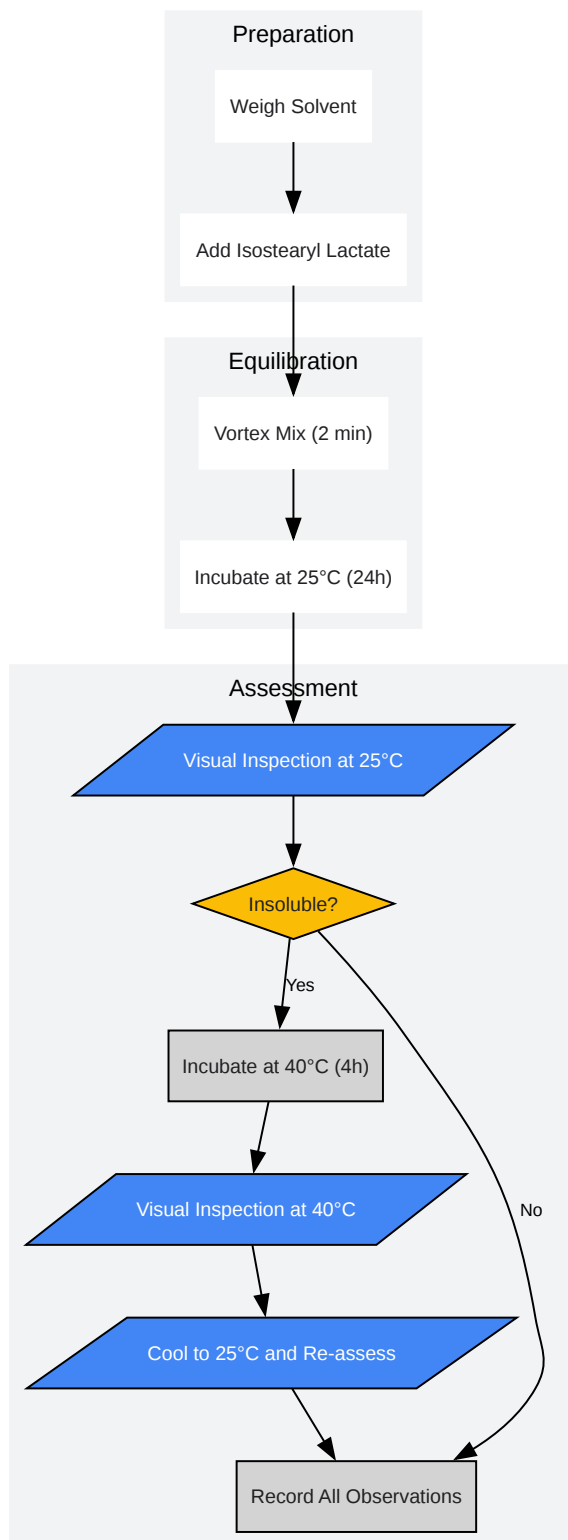 Preparation
Weigh Solvent
Add Isostearyl Lactate
Equilibration
Vortex Mix (2 min)
Incubate at 25°C (24h)
Assessment
Visual Inspection at 25°C
Insoluble?
Yes
Incubate at 40°C (4h)
Visual Inspection at 40°C
No
Cool to 25°C and Re-assess
Record All Observations